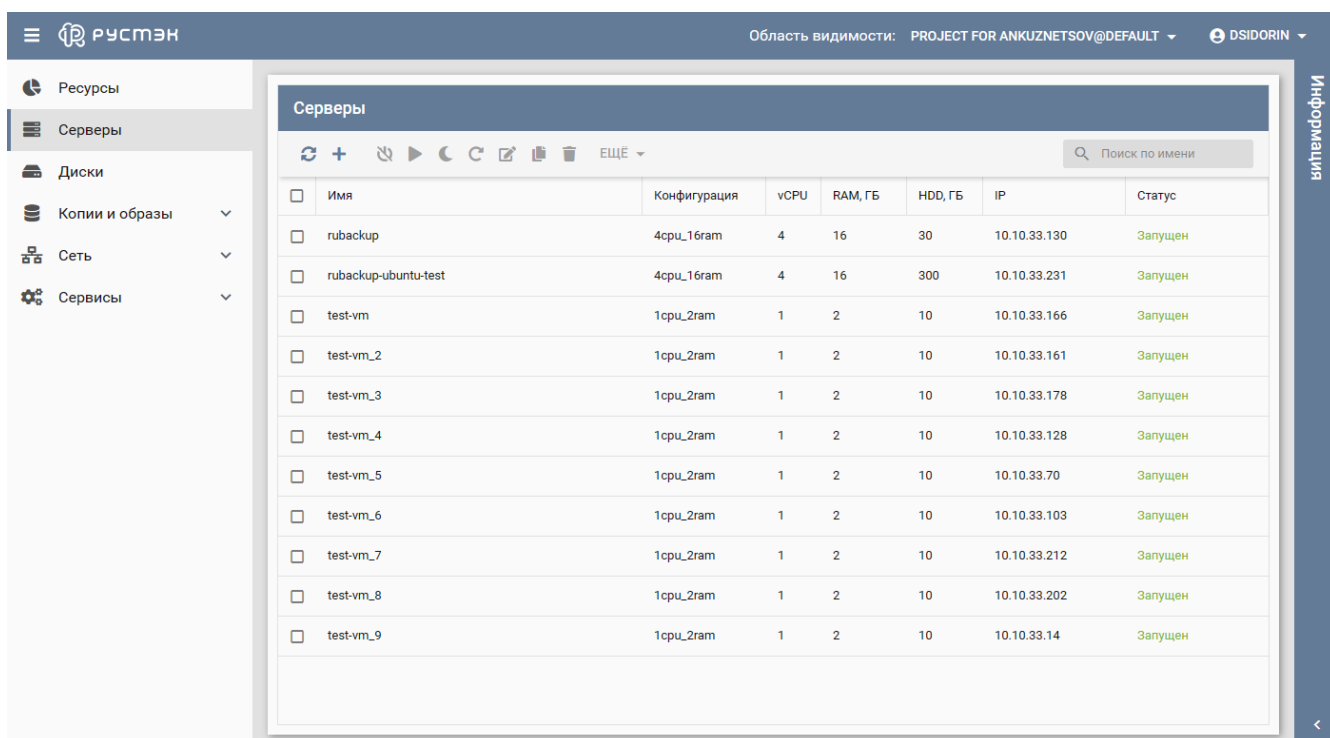 РУСТЭК
Область видимости: PROJECT FOR ANKUZNETSOV@DEFAULT
DSIDORIN
Ресурсы
Серверы
Диски
Копии и образы
Сеть
Сервисы
Серверы
ЕЩЁ
Поиск по имени
Имя Конфигурация vCPU RAM, ГБ HDD, ГБ IP Статус
rubackup 4cpu_16ram 4 16 30 10.10.33.130 Запущен
rubackup-ubuntu-test 4cpu_16ram 4 16 300 10.10.33.231 Запущен
test-vm 1cpu_2ram 1 2 10 10.10.33.166 Запущен
test-vm_2 1cpu_2ram 1 2 10 10.10.33.161 Запущен
test-vm_3 1cpu_2ram 1 2 10 10.10.33.178 Запущен
test-vm_4 1cpu_2ram 1 2 10 10.10.33.128 Запущен
test-vm_5 1cpu_2ram 1 2 10 10.10.33.70 Запущен
test-vm_6 1cpu_2ram 1 2 10 10.10.33.103 Запущен
test-vm_7 1cpu_2ram 1 2 10 10.10.33.212 Запущен
test-vm_8 1cpu_2ram 1 2 10 10.10.33.202 Запущен
test-vm_9 1cpu_2ram 1 2 10 10.10.33.14 Запущен
Информация